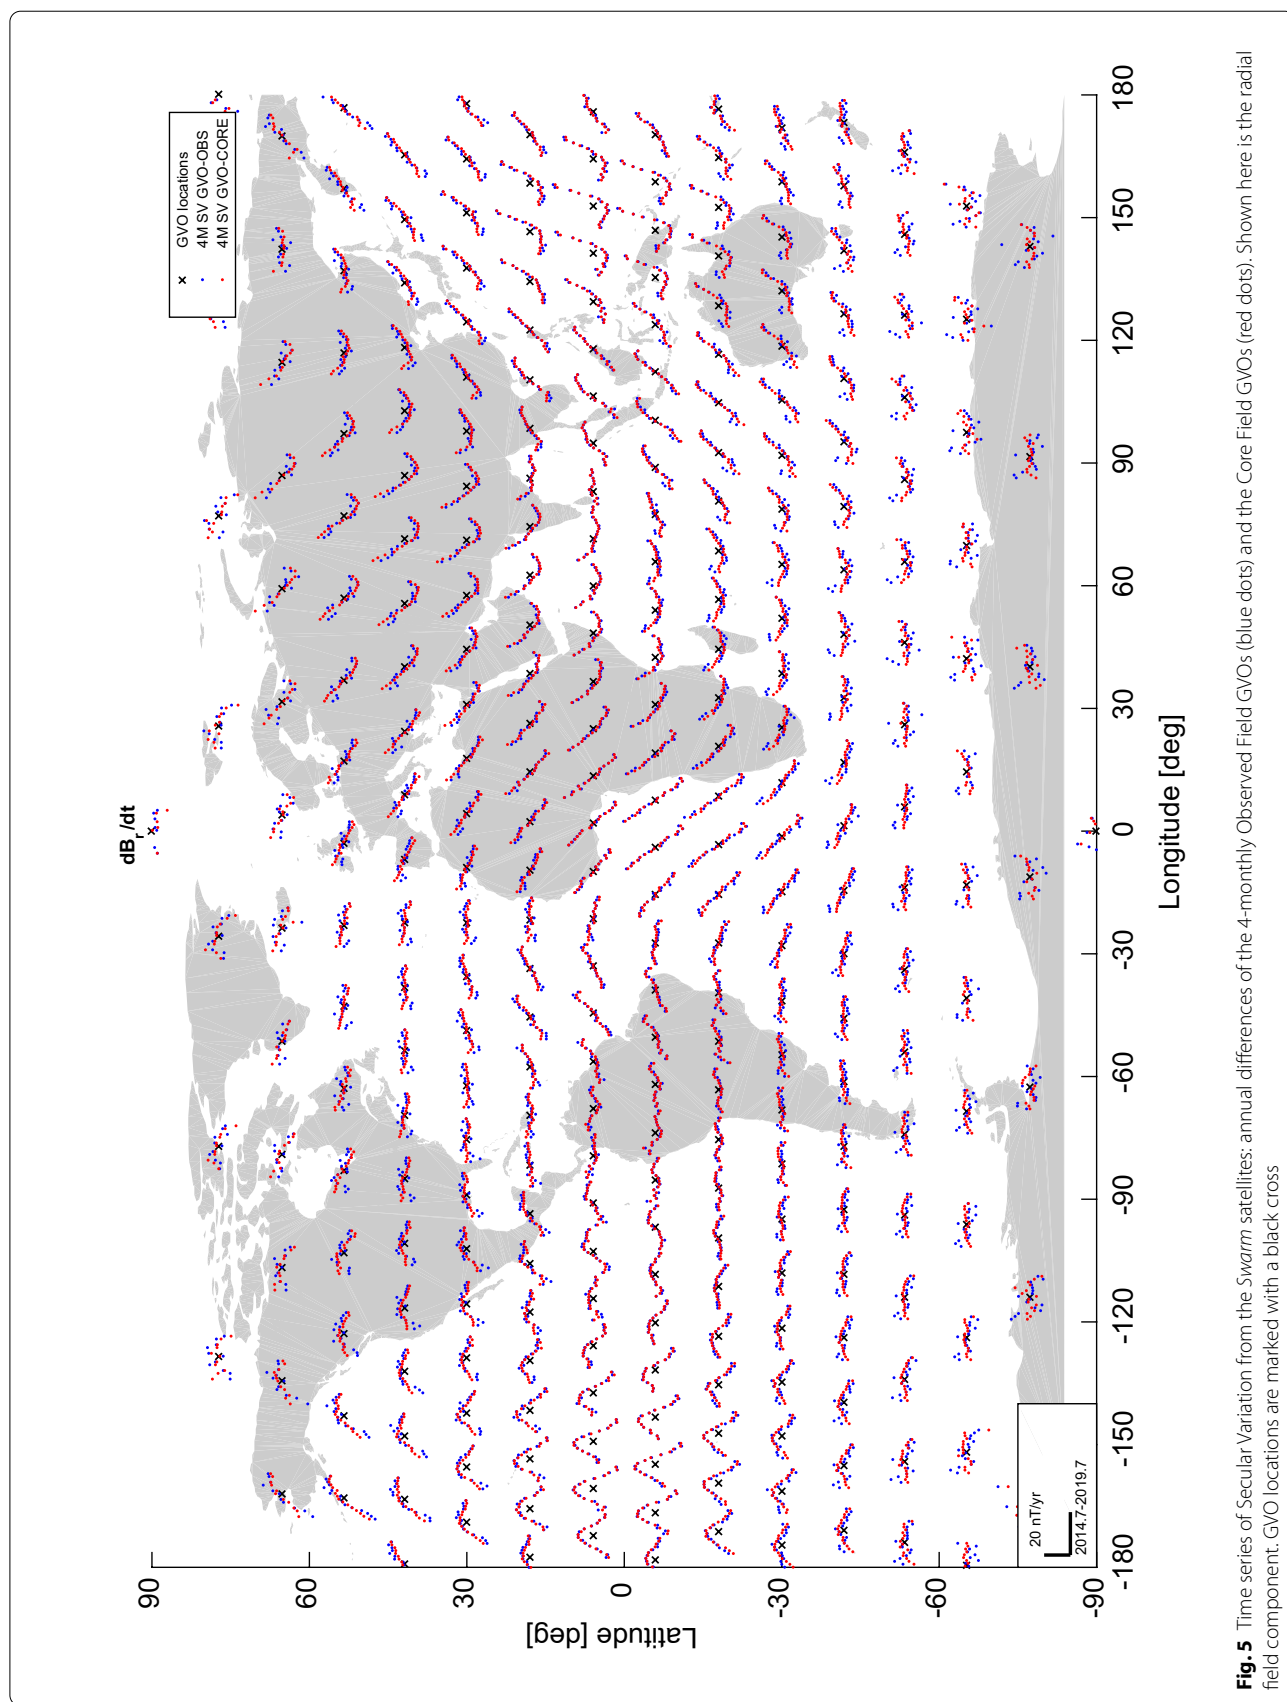 dBr/dt
× GVO locations
• 4M SV GVO-OBS
• 4M SV GVO-CORE
90
60
30
0
-30
-60
-90
Latitude [deg]
20 nT/yr
2014.7-2019.7
-180
-150
-120
-90
-60
-30
0
30
60
90
120
150
180
Longitude [deg]
Fig. 5 Time series of Secular Variation from the Swarm satellites: annual differences of the 4-monthly Observed Field GVOs (blue dots) and the Core Field GVOs (red dots). Shown here is the radial
field component. GVO locations are marked with a black cross